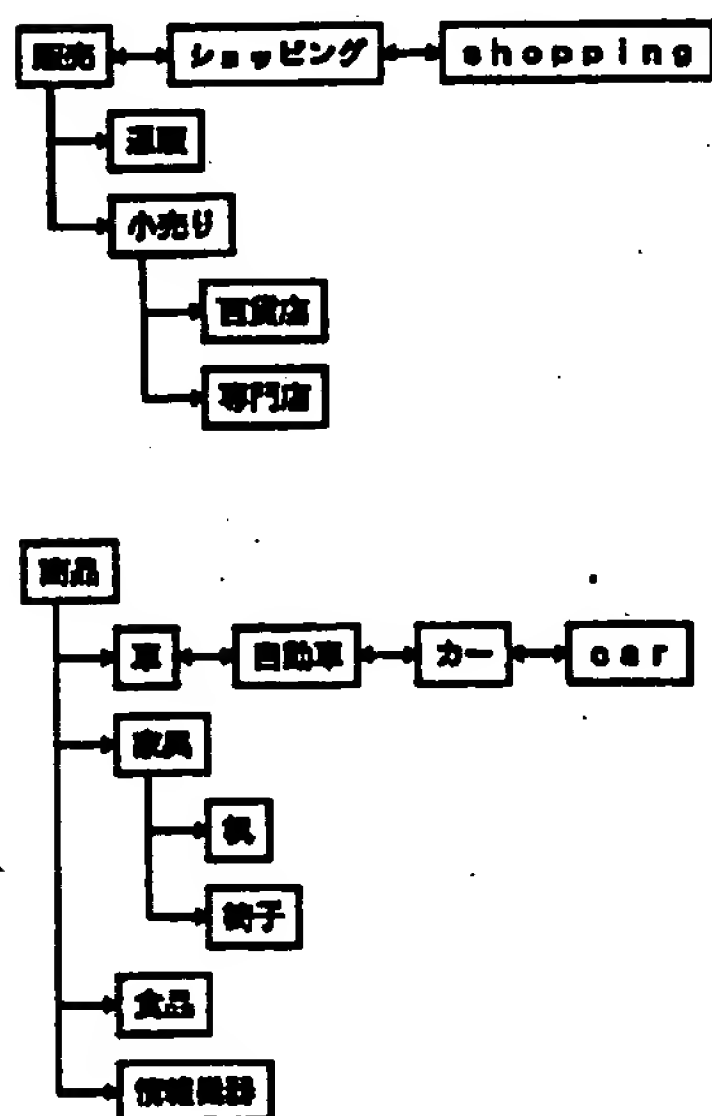 販売 ショッピング shopping
通販
小売り
百貨店
専門店
商品
車 自動車 カー car
家具
机
椅子
食品
情報機器